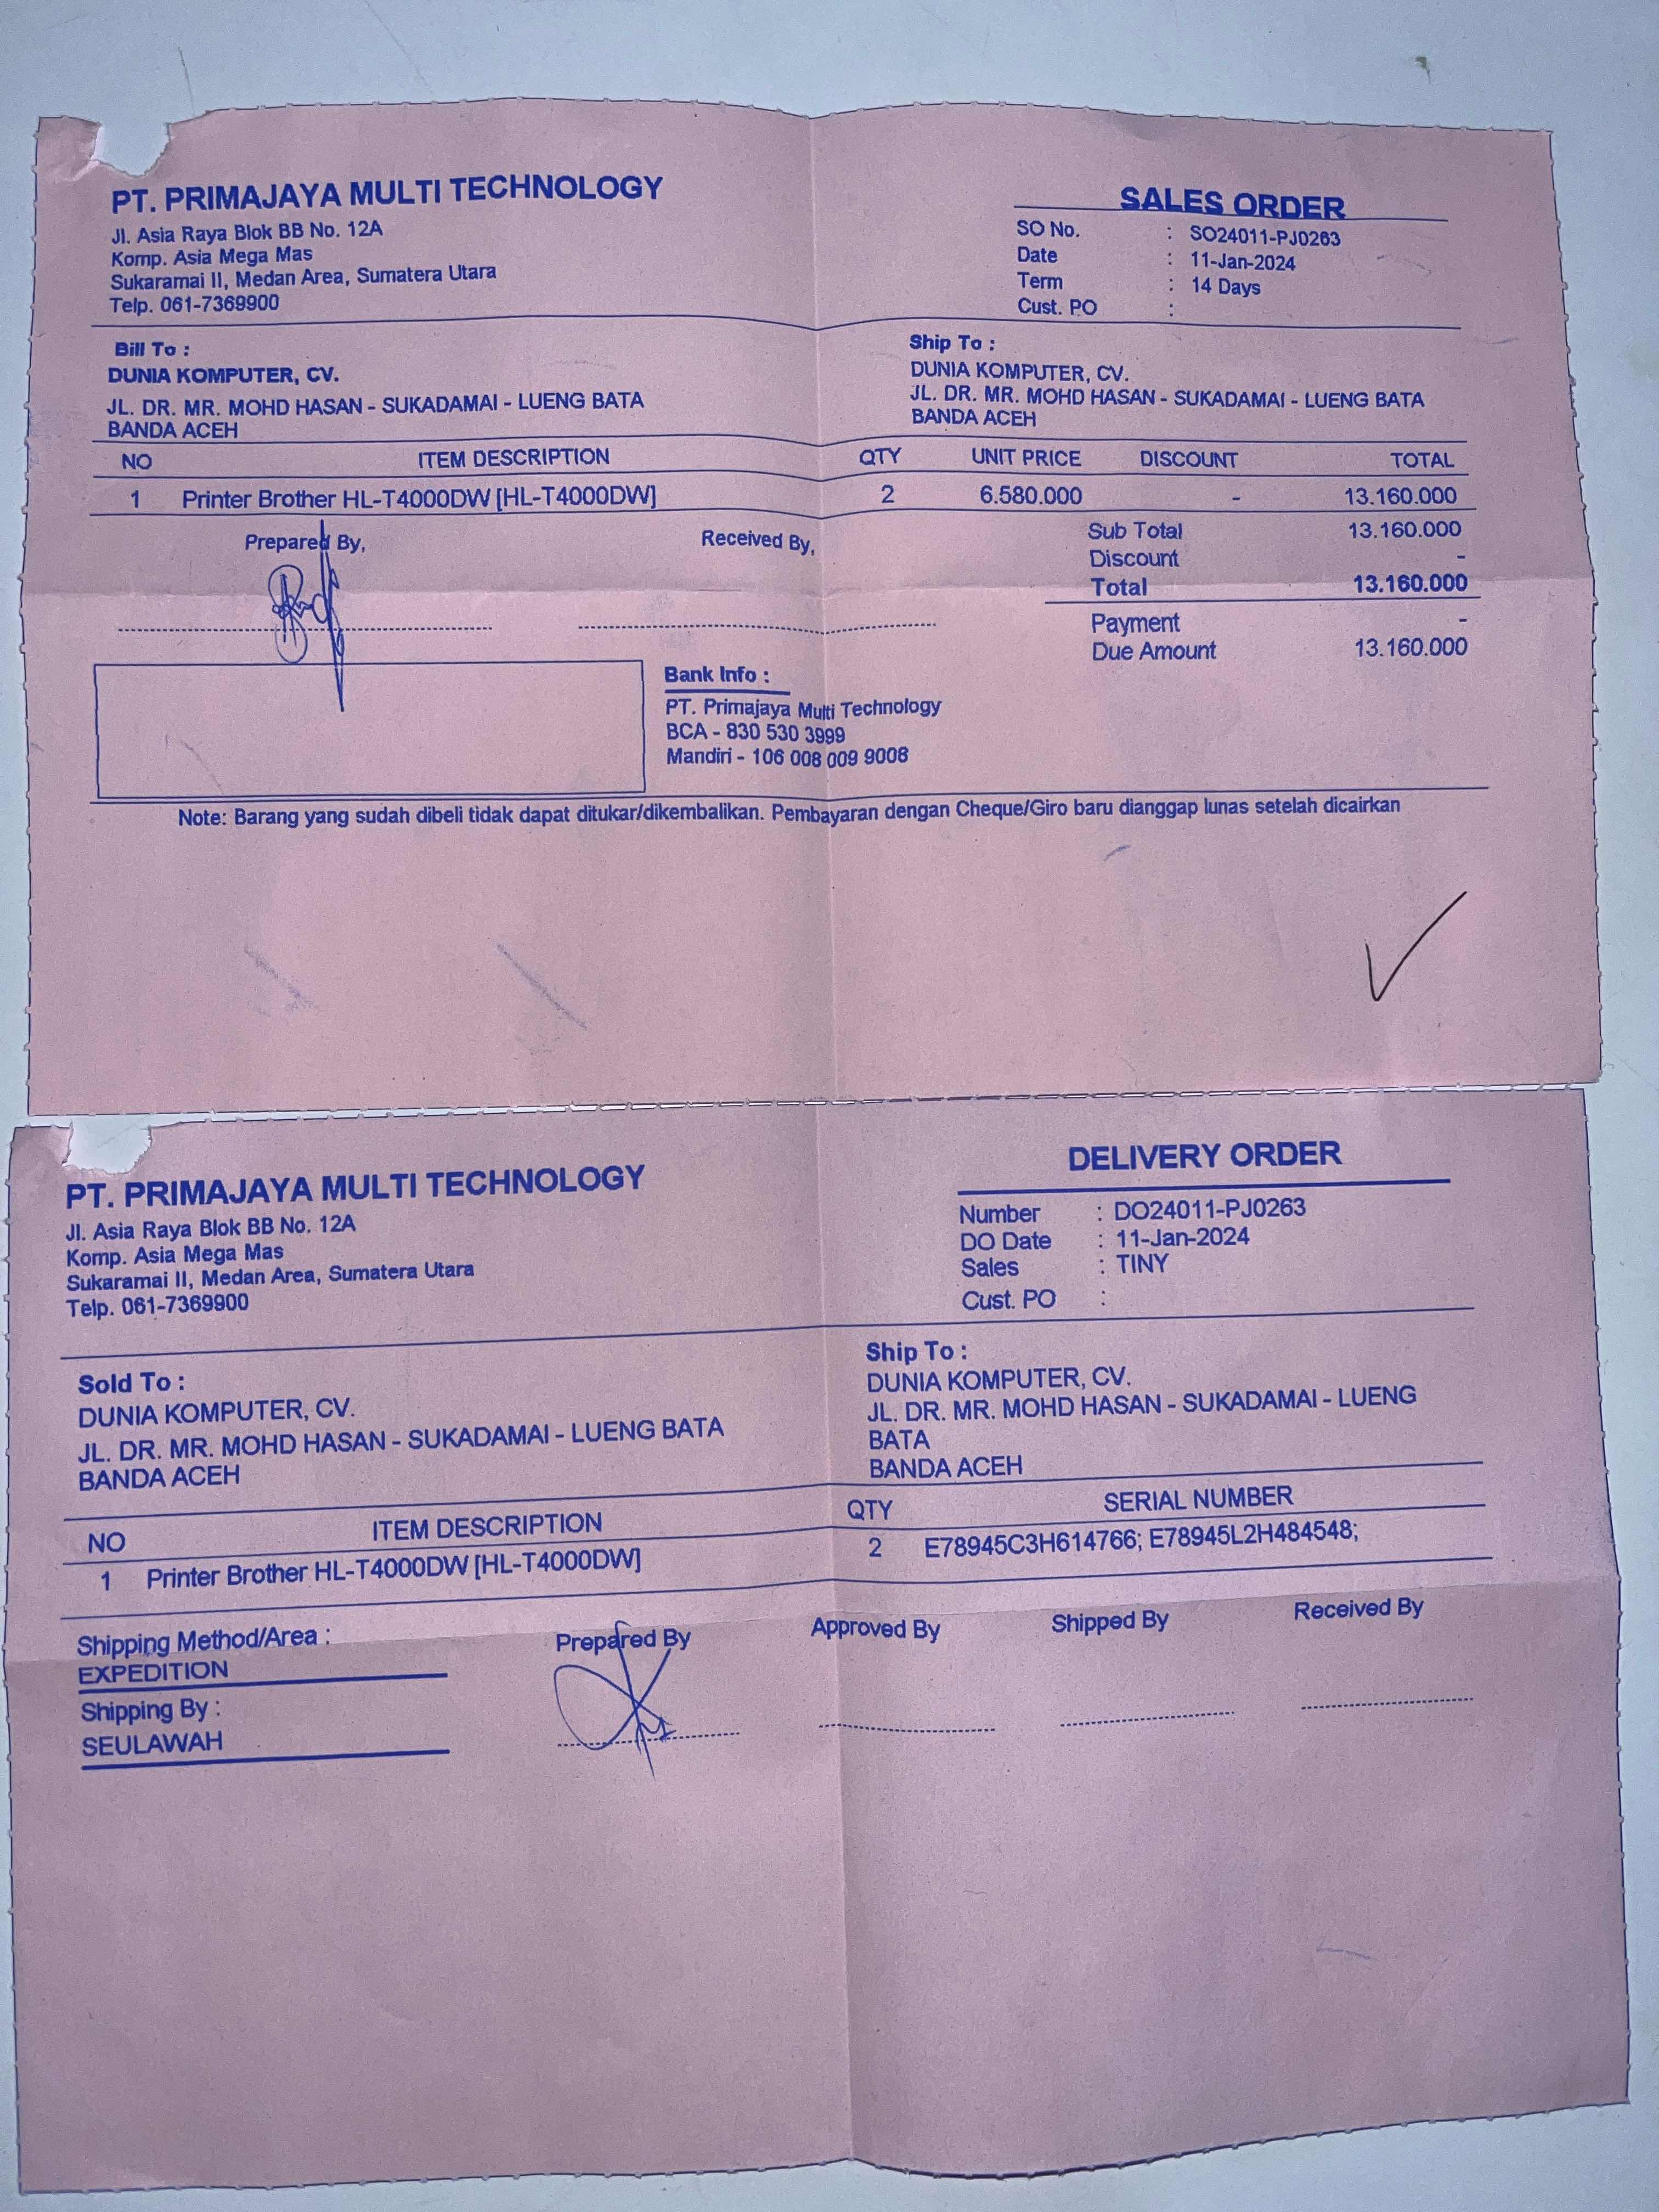 PT. PRIMAJAYA MULTI TECHNOLOGY
Jl. Asia Raya Blok BB No. 12A
Komp. Asia Mega Mas
Sukaramai II, Medan Area, Sumatera Utara
Telp. 061-7369900
SALES ORDER
SO No. : SO24011-PJ0263
Date : 11-Jan-2024
Term : 14 Days
Cust. PO :
Bill To :
DUNIA KOMPUTER, CV.
JL. DR. MR. MOHD HASAN - SUKADAMAI - LUENG BATA
BANDA ACEH
Ship To :
DUNIA KOMPUTER, CV.
JL. DR. MR. MOHD HASAN - SUKADAMAI - LUENG BATA
BANDA ACEH
NO ITEM DESCRIPTION QTY UNIT PRICE DISCOUNT TOTAL
1 Printer Brother HL-T4000DW [HL-T4000DW] 2 6.580.000 - 13.160.000
Prepared By, Received By,
Sub Total 13.160.000
Discount -
Total 13.160.000
Payment -
Due Amount 13.160.000
Bank Info :
PT. Primajaya Multi Technology
BCA - 830 530 3999
Mandiri - 106 008 009 9008
Note: Barang yang sudah dibeli tidak dapat ditukar/dikembalikan. Pembayaran dengan Cheque/Giro baru dianggap lunas setelah dicairkan
PT. PRIMAJAYA MULTI TECHNOLOGY
Jl. Asia Raya Blok BB No. 12A
Komp. Asia Mega Mas
Sukaramai II, Medan Area, Sumatera Utara
Telp. 061-7369900
DELIVERY ORDER
Number : DO24011-PJ0263
DO Date : 11-Jan-2024
Sales : TINY
Cust. PO :
Sold To :
DUNIA KOMPUTER, CV.
JL. DR. MR. MOHD HASAN - SUKADAMAI - LUENG BATA
BANDA ACEH
Ship To :
DUNIA KOMPUTER, CV.
JL. DR. MR. MOHD HASAN - SUKADAMAI - LUENG
BATA
BANDA ACEH
NO ITEM DESCRIPTION QTY SERIAL NUMBER
1 Printer Brother HL-T4000DW [HL-T4000DW] 2 E78945C3H614766; E78945L2H484548;
Shipping Method/Area :
EXPEDITION
Shipping By :
SEULAWAH
Prepared By Approved By Shipped By Received By